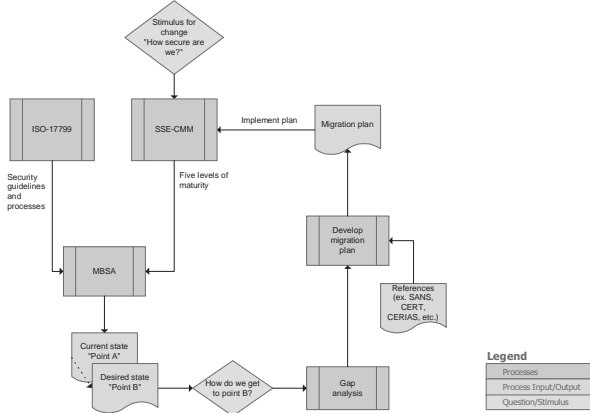 Stimulus for
change
"How secure are
we?"
ISO-17799
SSE-CMM
Implement plan
Migration plan
Security
guidelines
and
processes
Five levels of
maturity
Develop
migration
plan
MBSA
References
(ex. SANS,
CERT,
CERIAS, etc.)
Current state
"Point A"
Desired state
"Point B"
How do we get
to point B?
Gap
analysis
Legend
Processes
Process Input/Output
Question/Stimulus